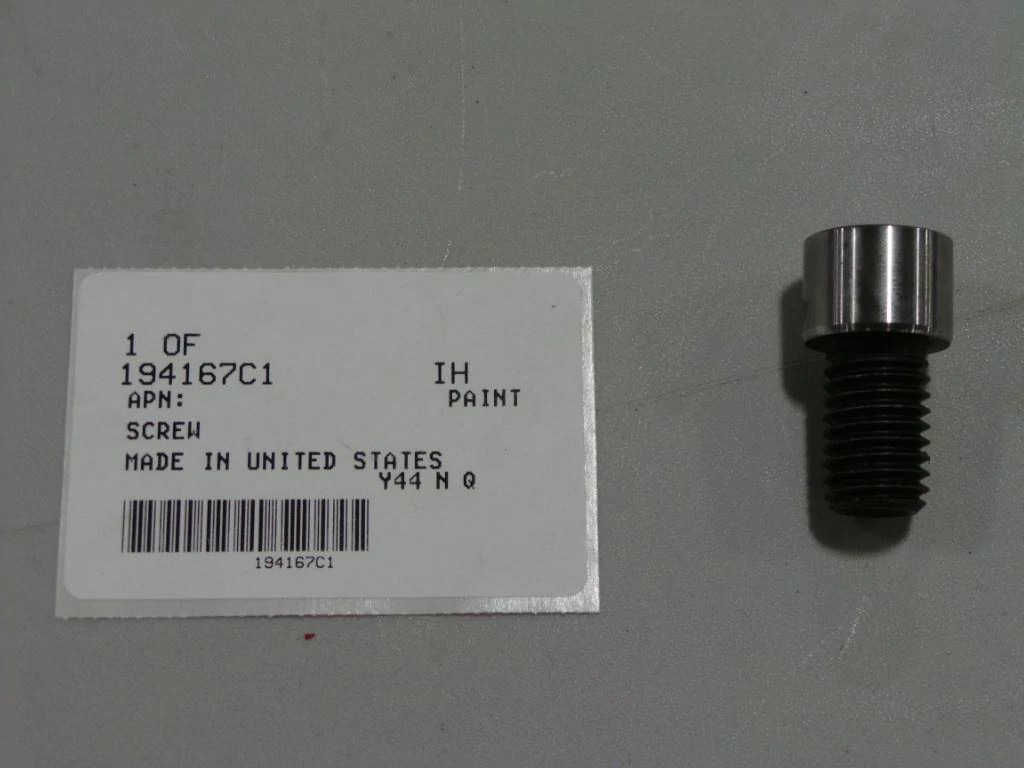 1 OF
194167C1 IH
APN: PAINT
SCREW
MADE IN UNITED STATES
Y44 N Q
194167C1